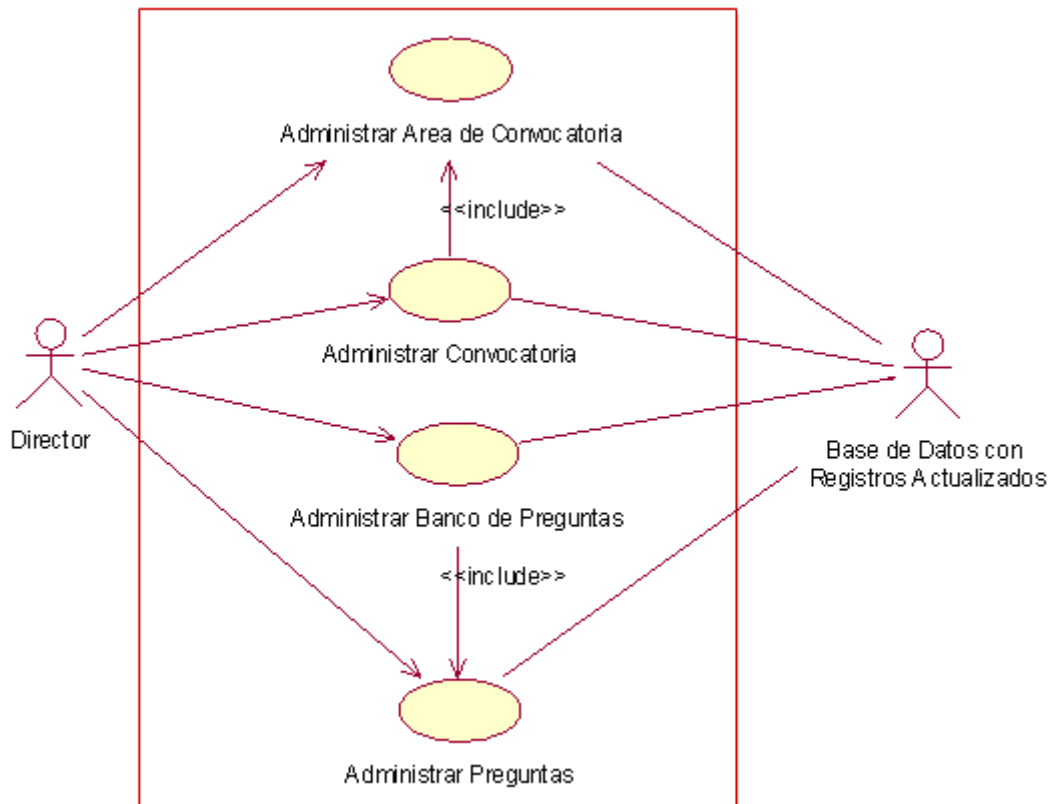 Administrar Area de Convocatoria
<<include>>
Administrar Convocatoria
Director
Base de Datos con
Registros Actualizados
Administrar Banco de Preguntas
<<include>>
Administrar Preguntas